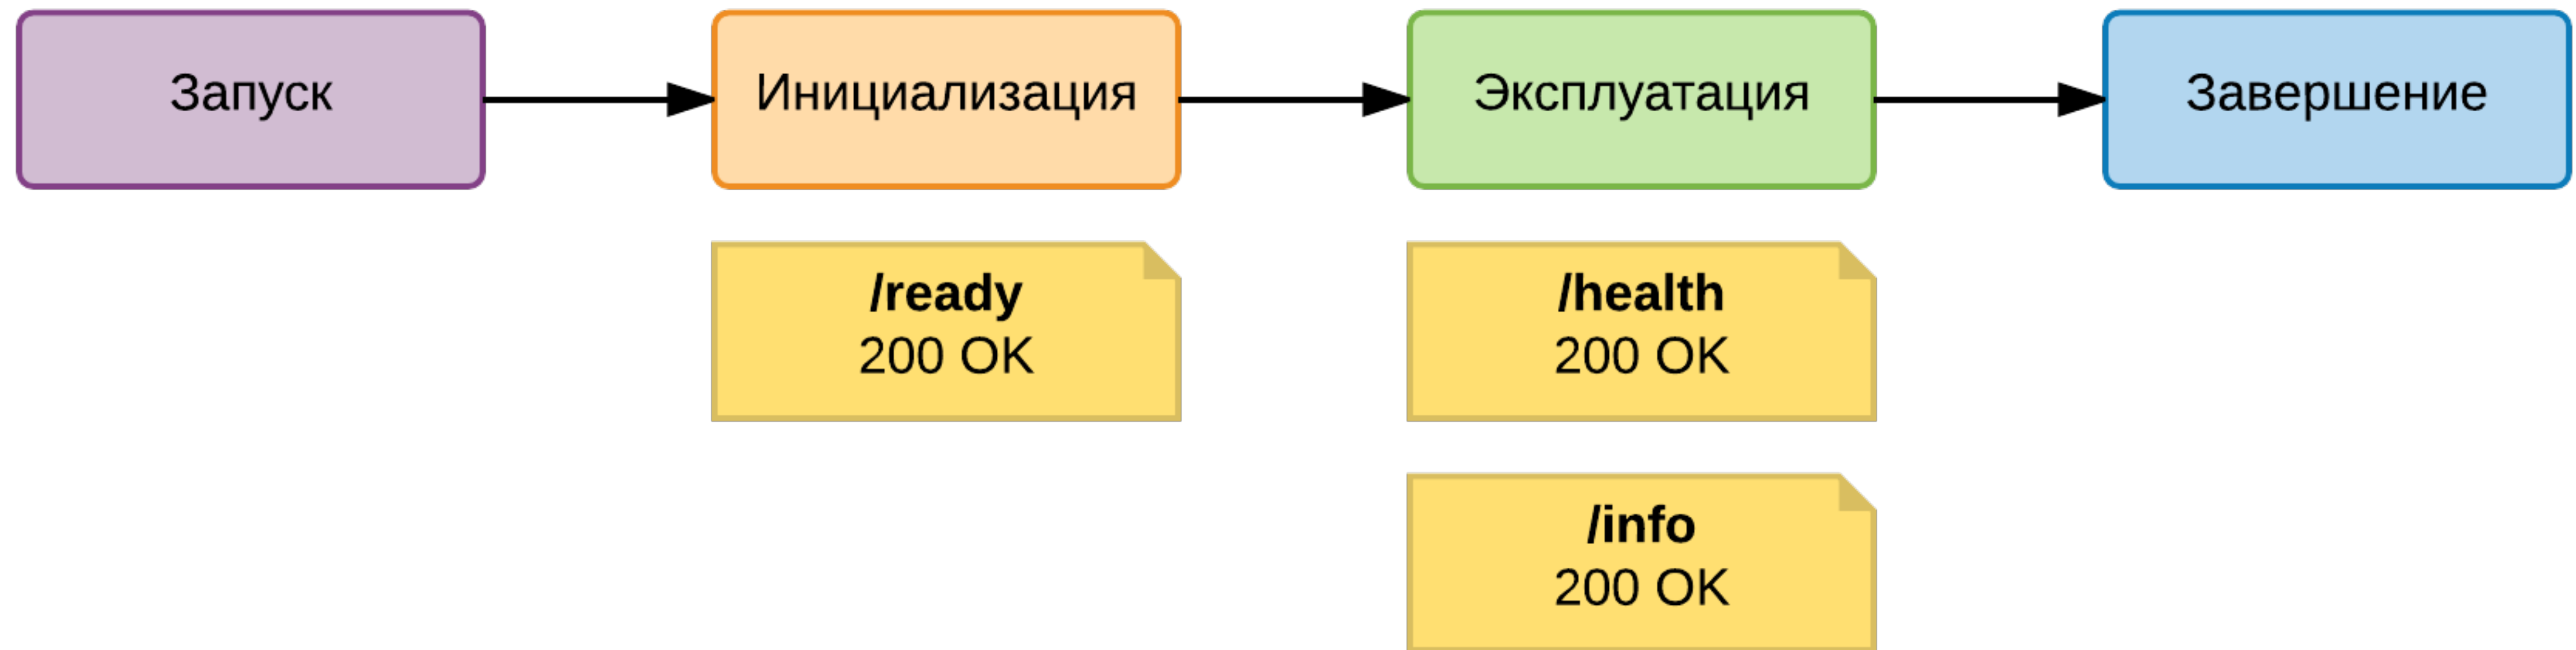 Запуск
Инициализация
Эксплуатация
Завершение
/ready
200 OK
/health
200 OK
/info
200 OK